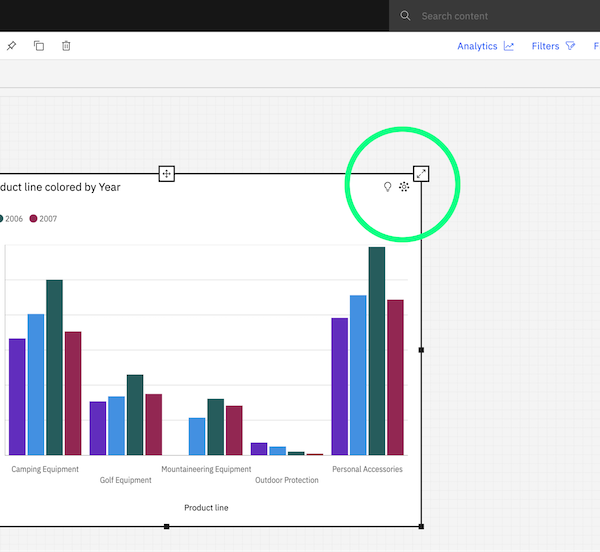 Search content
Analytics
Filters
F
duct line colored by Year
2006
2007
Camping Equipment
Golf Equipment
Mountaineering Equipment
Outdoor Protection
Personal Accessories
Product line